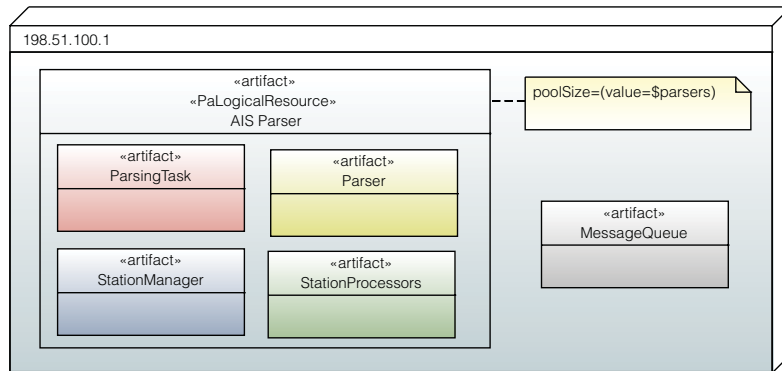 198.51.100.1
«artifact»
«PaLogicalResource»
AIS Parser
poolSize=(value=$parsers)
«artifact»
ParsingTask
«artifact»
Parser
«artifact»
MessageQueue
«artifact»
StationManager
«artifact»
StationProcessors